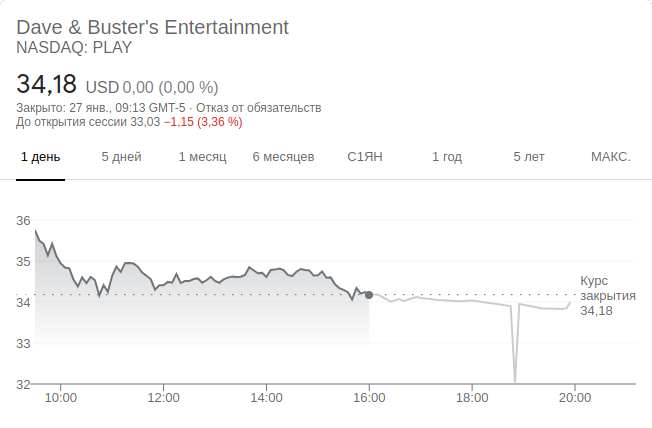 Dave & Buster's Entertainment
NASDAQ: PLAY
34,18 USD 0,00 (0,00 %)
Закрыто: 27 янв., 09:13 GMT-5 · Отказ от обязательств
До открытия сессии 33,03 −1,15 (3,36 %)
1 день 5 дней 1 месяц 6 месяцев С1ЯН 1 год 5 лет МАКС.
36
35
34
33
32
Курс
закрытия
34,18
10:00 12:00 14:00 16:00 18:00 20:00